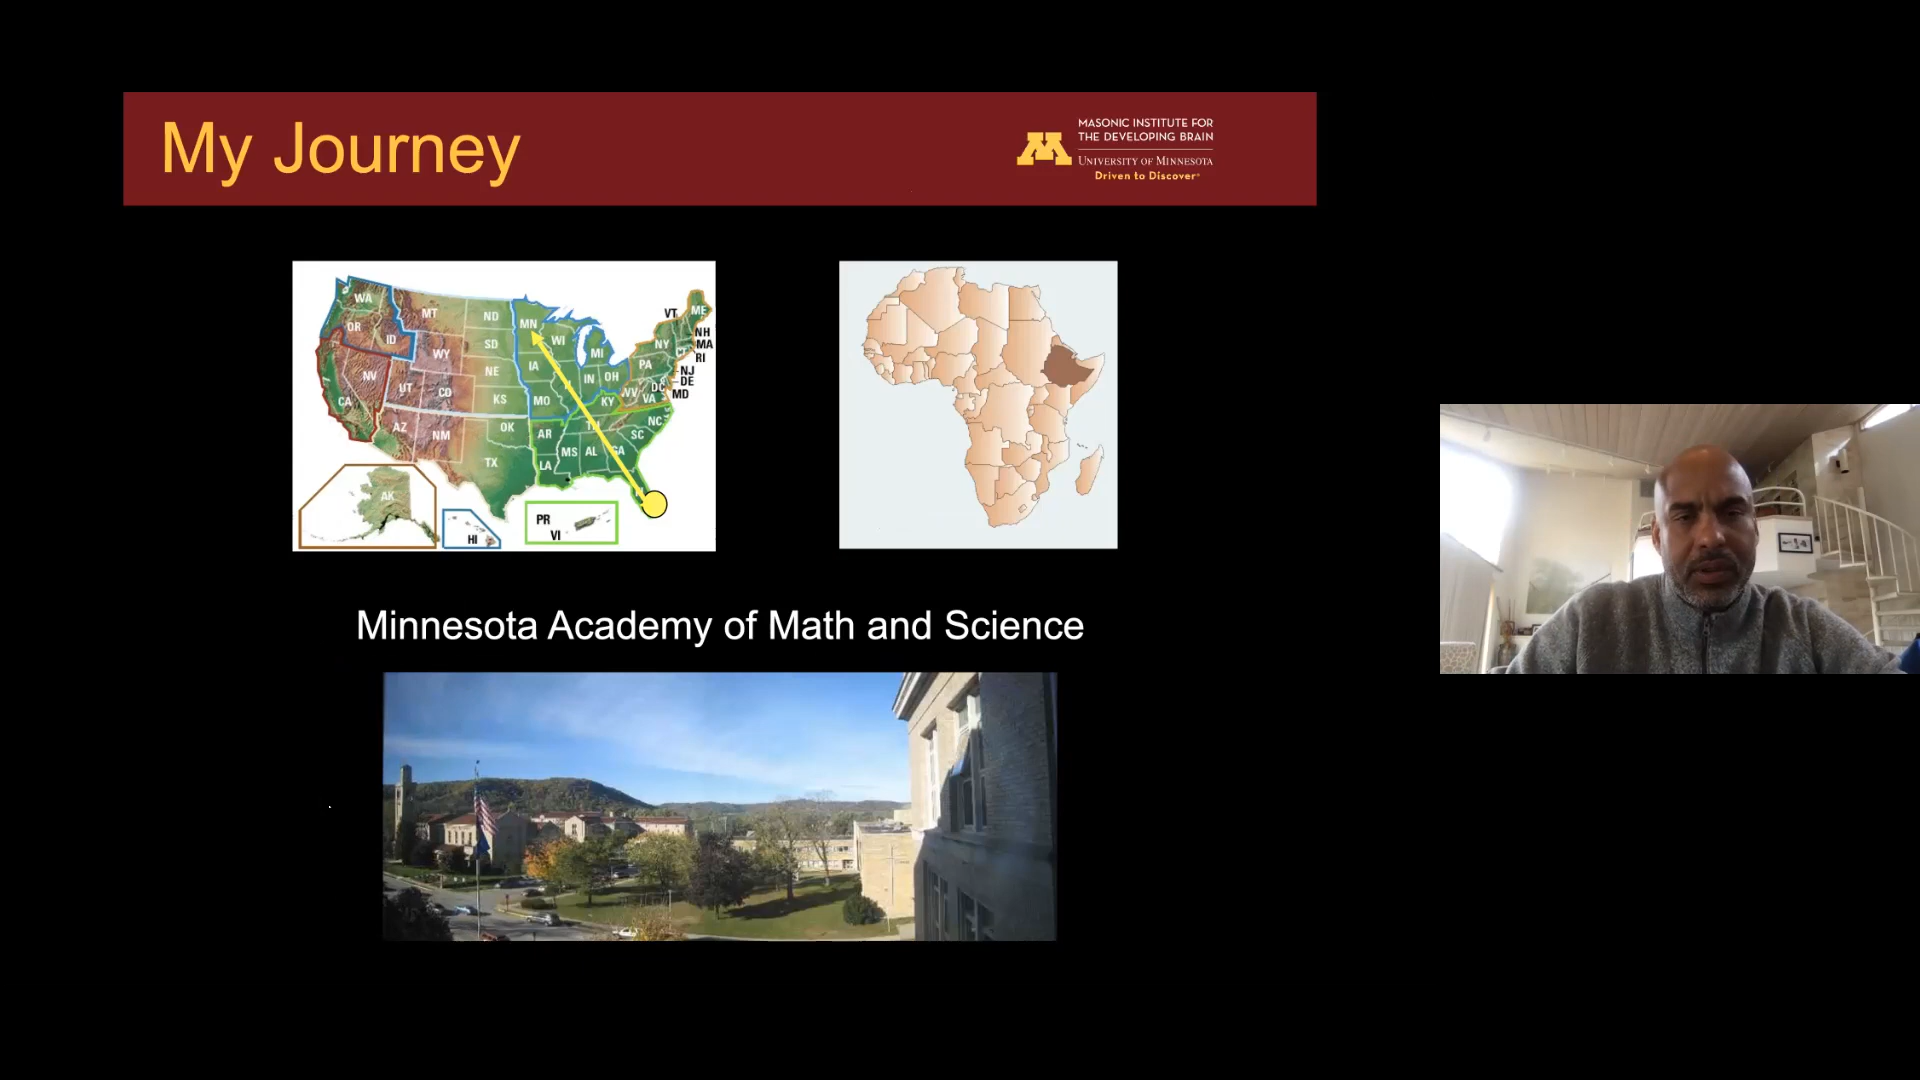 My Journey
MASONIC INSTITUTE FOR
THE DEVELOPING BRAIN
UNIVERSITY OF MINNESOTA
Driven to Discover®
WA
MT
ND
MN
VT
ME
OR
ID
SD
WI
NY
NH
MA
RI
WY
MI
CT
NV
NE
IA
PA
NJ
DE
UT
CO
IN
OH
DC
MD
CA
KS
MO
KY
WV
VA
AZ
NM
OK
AR
TN
NC
SC
TX
LA
MS
AL
GA
AK
HI
PR
VI
Minnesota Academy of Math and Science